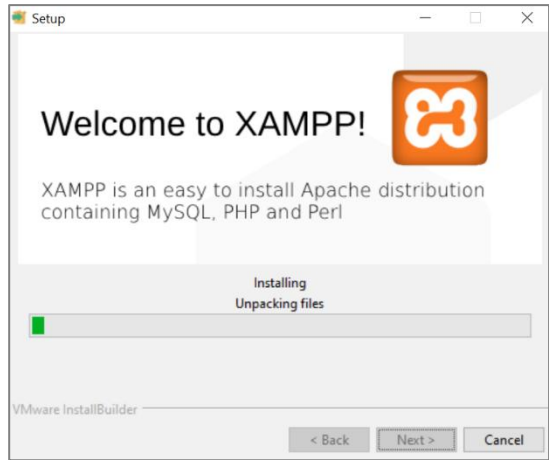 Setup
Welcome to XAMPP!
XAMPP is an easy to install Apache distribution
containing MySQL, PHP and Perl
Installing
Unpacking files
VMware InstallBuilder
< Back Next > Cancel